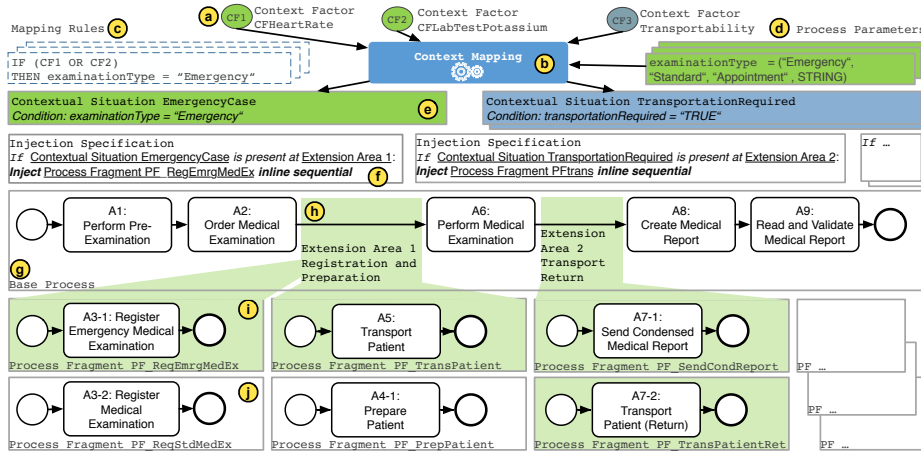 a
CF1
Context Factor
CFHeartRate
CF2
Context Factor
CFLabTestPotassium
CF3
Context Factor
Transportability
Mapping Rules
c
d
Process Parameters
IF (CF1 OR CF2)
THEN examinationType = “Emergency“
Context Mapping
b
examinationType = (“Emergency“,
“Standard“, “Appointment“ , STRING)
Contextual Situation EmergencyCase
Condition: examinationType = “Emergency“
e
Contextual Situation TransportationRequired
Condition: transportationRequired = “TRUE“
Injection Specification
If Contextual Situation EmergencyCase is present at Extension Area 1:
Inject Process Fragment PF_RegEmrgMedEx inline sequential
f
Injection Specification
If Contextual Situation TransportationRequired is present at Extension Area 2:
Inject Process Fragment PFtrans inline sequential
If …
A1:
Perform Pre-
Examination
A2:
Order Medical
Examination
h
Extension Area 1
Registration and
Preparation
A6:
Perform Medical
Examination
Extension
Area 2
Transport
Return
A8:
Create Medical
Report
A9:
Read and Validate
Medical Report
g
Base Process
A3-1: Register
Emergency Medical
Examination
i
Process Fragment PF_RegEmrgMedEx
A5:
Transport
Patient
Process Fragment PF_TransPatient
A7-1:
Send Condensed
Medical Report
Process Fragment PF_SendCondReport
A3-2: Register
Medical
Examination
j
Process Fragment PF_RegStdMedEx
A4-1:
Prepare
Patient
Process Fragment PF_PrepPatient
A7-2:
Transport
Patient (Return)
Process Fragment PF_TransPatientRet
PF …
PF …
PF …